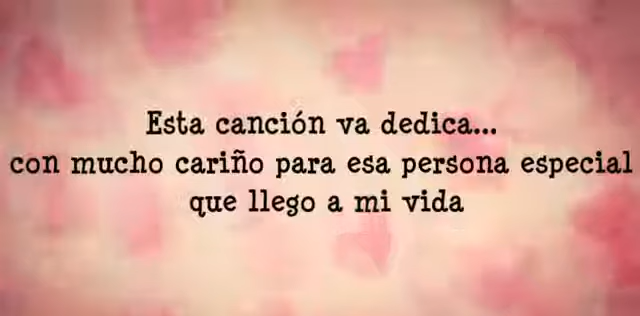 Esta canción va dedica...
con mucho cariño para esa persona especial
que llego a mi vida